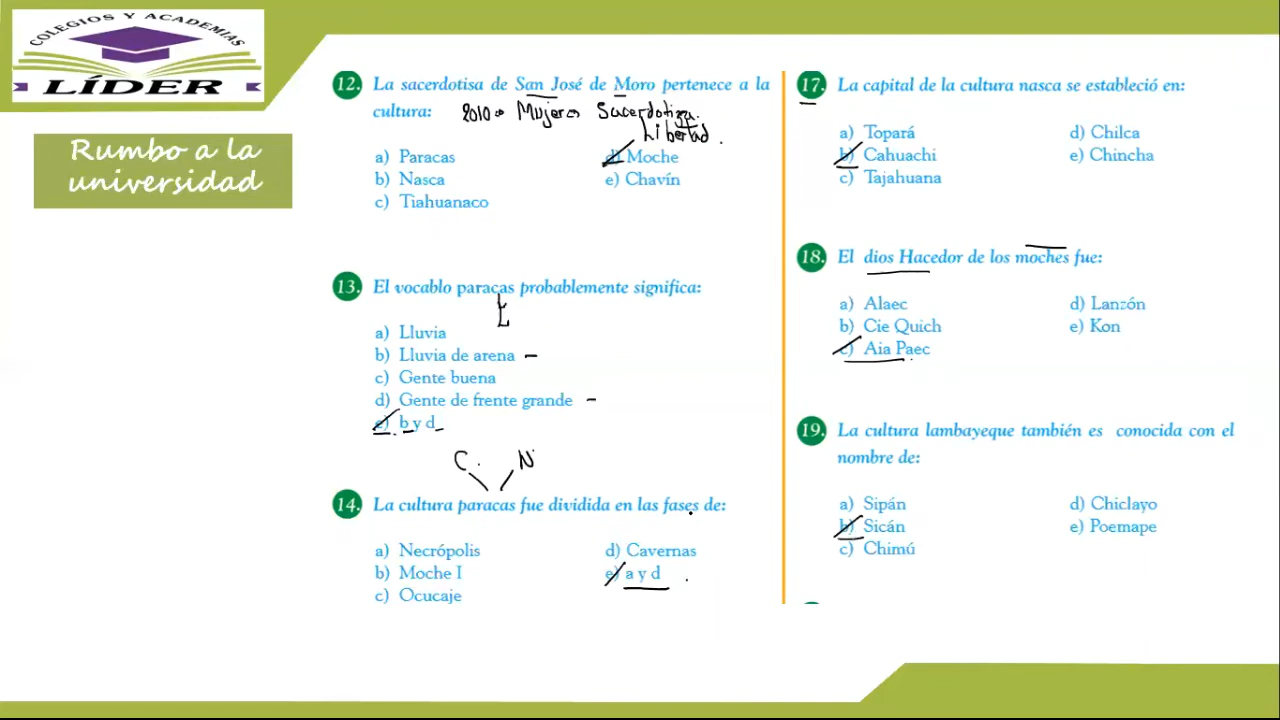 COLEGIOS Y ACADEMIAS
LÍDER
Rumbo a la
universidad
12. La sacerdotisa de San José de Moro pertenece a la
cultura: 2010 Mujeres Sacerdotiza.
Libertad.
a) Paracas
b) Nasca
c) Tiahuanaco
d) Moche
e) Chavín
13. El vocablo paracas probablemente significa:
a) Lluvia
b) Lluvia de arena
c) Gente buena
d) Gente de frente grande
e) b y d
C. N
14. La cultura paracas fue dividida en las fases de:
a) Necrópolis
b) Moche I
c) Ocucaje
d) Cavernas
e) a y d
17. La capital de la cultura nasca se estableció en:
a) Topará
b) Cahuachi
c) Tajahuana
d) Chilca
e) Chincha
18. El dios Hacedor de los moches fue:
a) Alaec
b) Cie Quich
c) Aia Paec
d) Lanzón
e) Kon
19. La cultura lambayeque también es conocida con el
nombre de:
a) Sipán
b) Sicán
c) Chimú
d) Chiclayo
e) Poemape